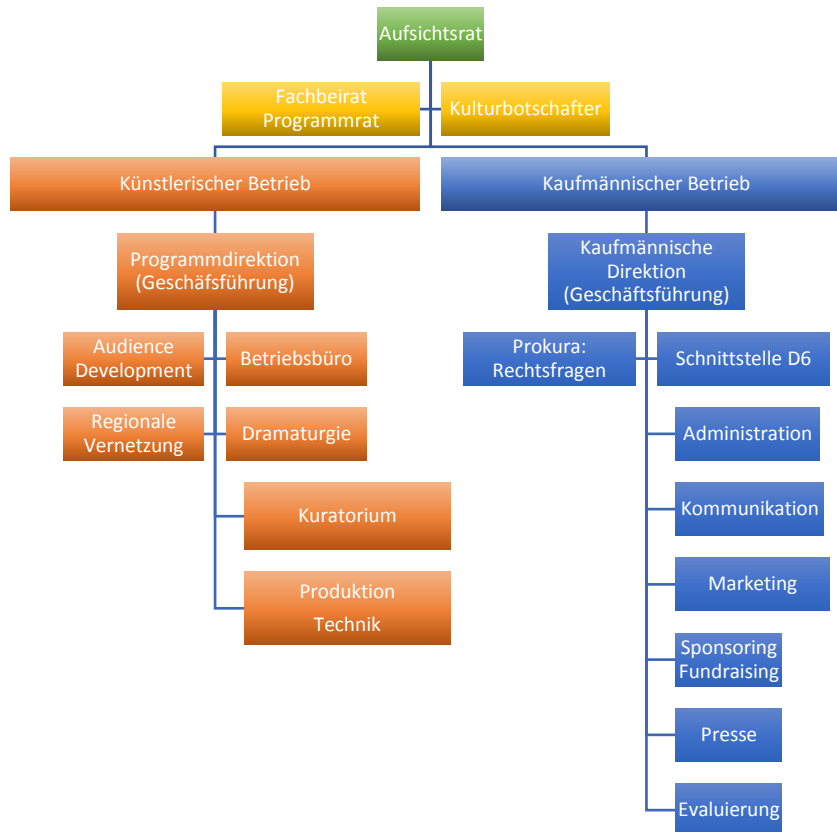 Aufsichtsrat
Fachbeirat
Programmrat
Kulturbotschafter
Künstlerischer Betrieb
Kaufmännischer Betrieb
Programmdirektion
(Geschäfsführung)
Kaufmännische
Direktion
(Geschäftsführung)
Audience
Development
Betriebsbüro
Prokura:
Rechtsfragen
Schnittstelle D6
Regionale
Vernetzung
Dramaturgie
Administration
Kuratorium
Kommunikation
Produktion
Technik
Marketing
Sponsoring
Fundraising
Presse
Evaluierung